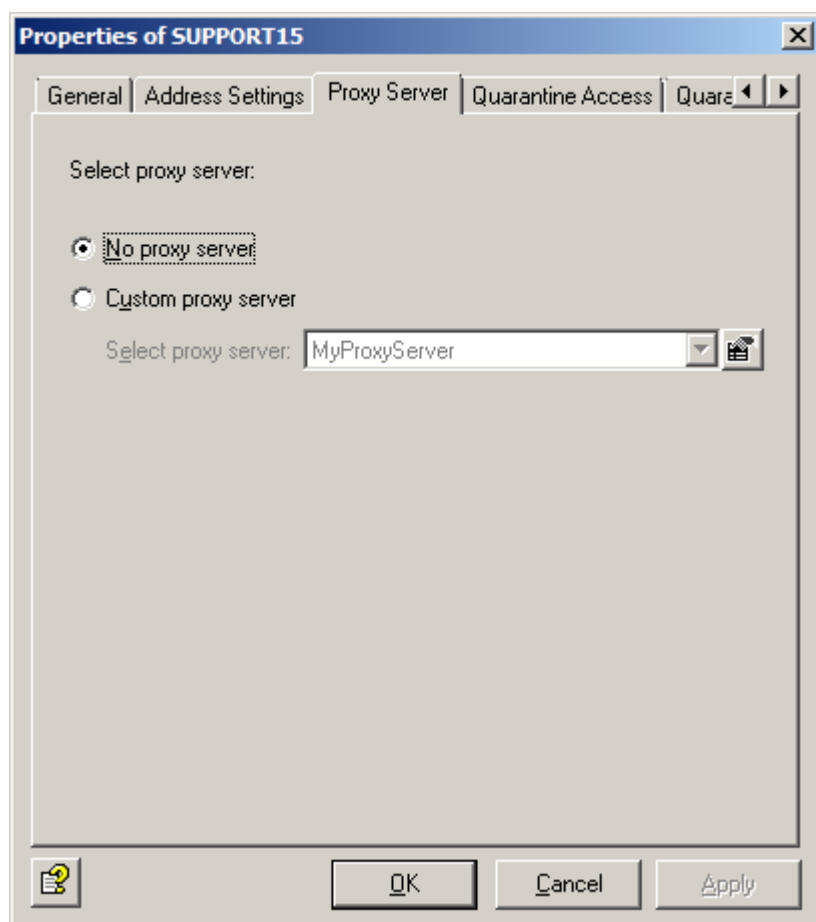 Properties of SUPPORT15
General Address Settings Proxy Server Quarantine Access Quara
Select proxy server:
No proxy server
Custom proxy server
Select proxy server: MyProxyServer
OK Cancel Apply